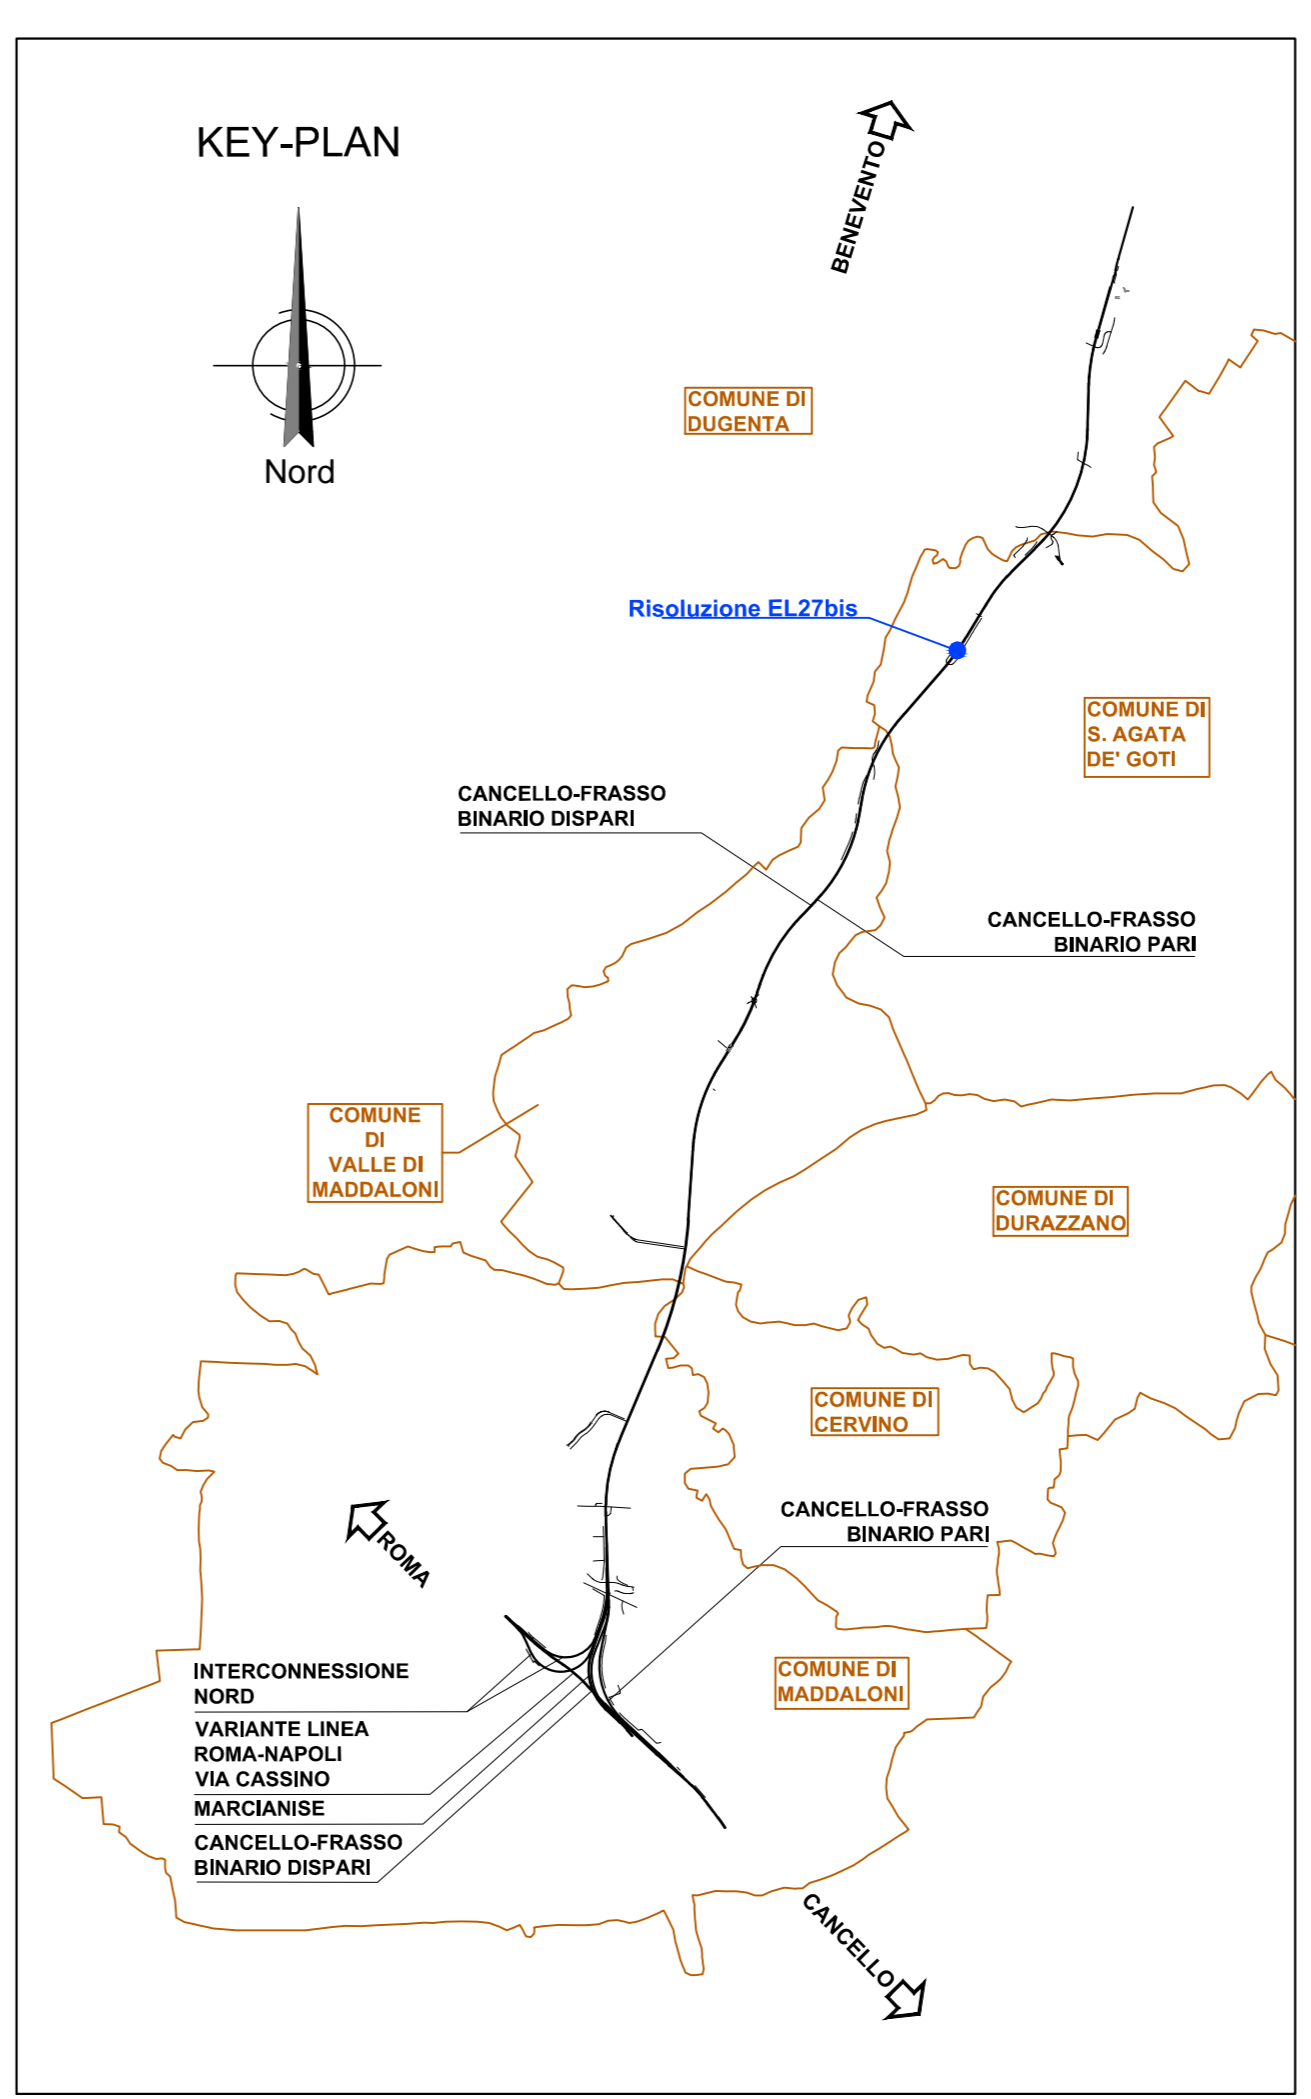 KEY-PLAN
BENEVENTO
Nord
COMUNE DI
DUGENTA
Risoluzione EL27bis
COMUNE DI
S. AGATA
DE' GOTI
CANCELLO-FRASSO
BINARIO DISPARI
CANCELLO-FRASSO
BINARIO PARI
COMUNE
DI
VALLE DI
MADDALONI
COMUNE DI
DURAZZANO
COMUNE DI
CERVINO
CANCELLO-FRASSO
BINARIO PARI
ROMA
INTERCONNESSIONE
NORD
COMUNE DI
MADDALONI
VARIANTE LINEA
ROMA-NAPOLI
VIA CASSINO
MARCIANISE
CANCELLO-FRASSO
BINARIO DISPARI
CANCELLO